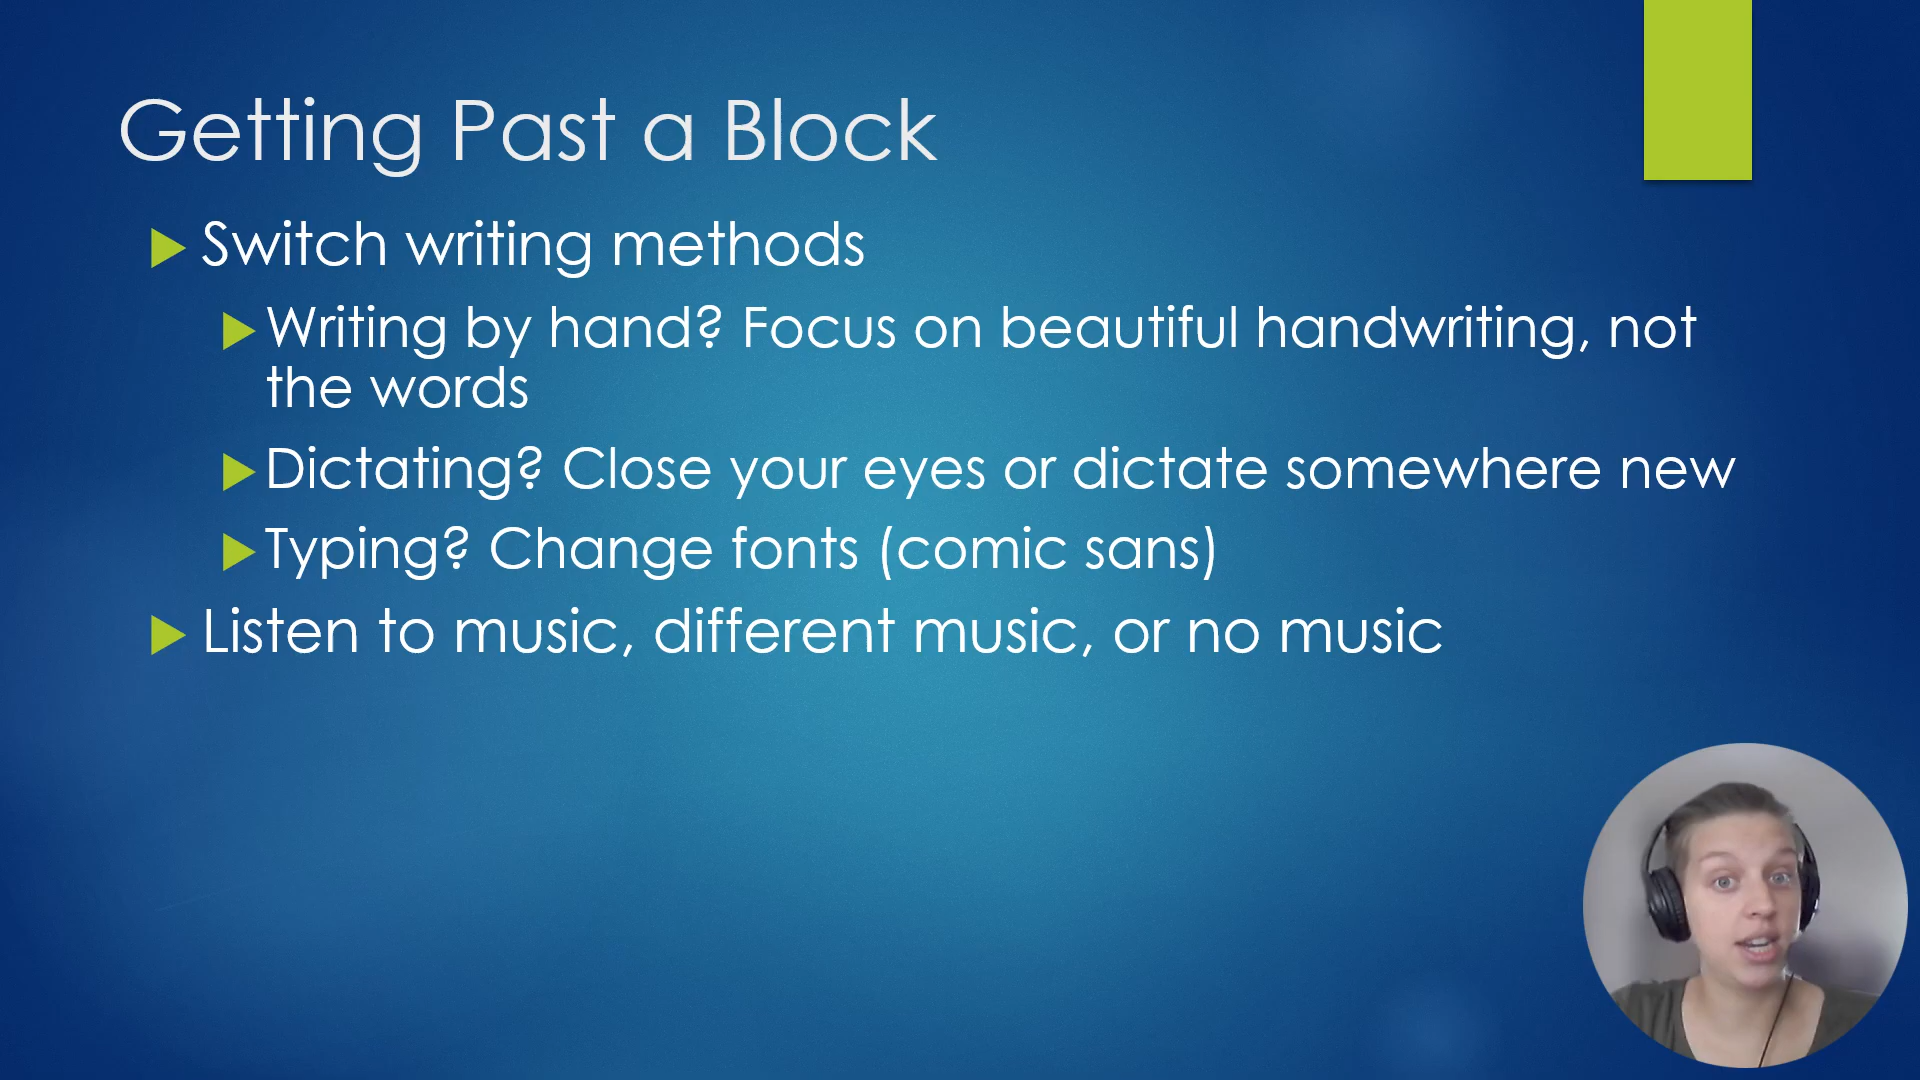 Getting Past a Block
Switch writing methods
Writing by hand? Focus on beautiful handwriting, not
the words
Dictating? Close your eyes or dictate somewhere new
Typing? Change fonts (comic sans)
Listen to music, different music, or no music